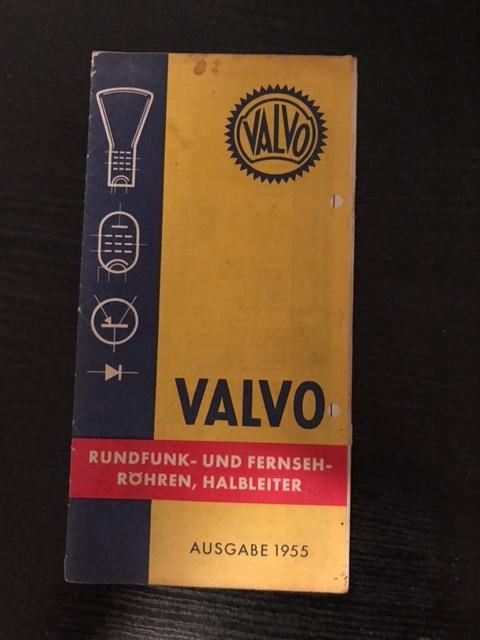 VALVO
VALVO
RUNDFUNK- UND FERNSEH-
RÖHREN, HALBLEITER
AUSGABE 1955